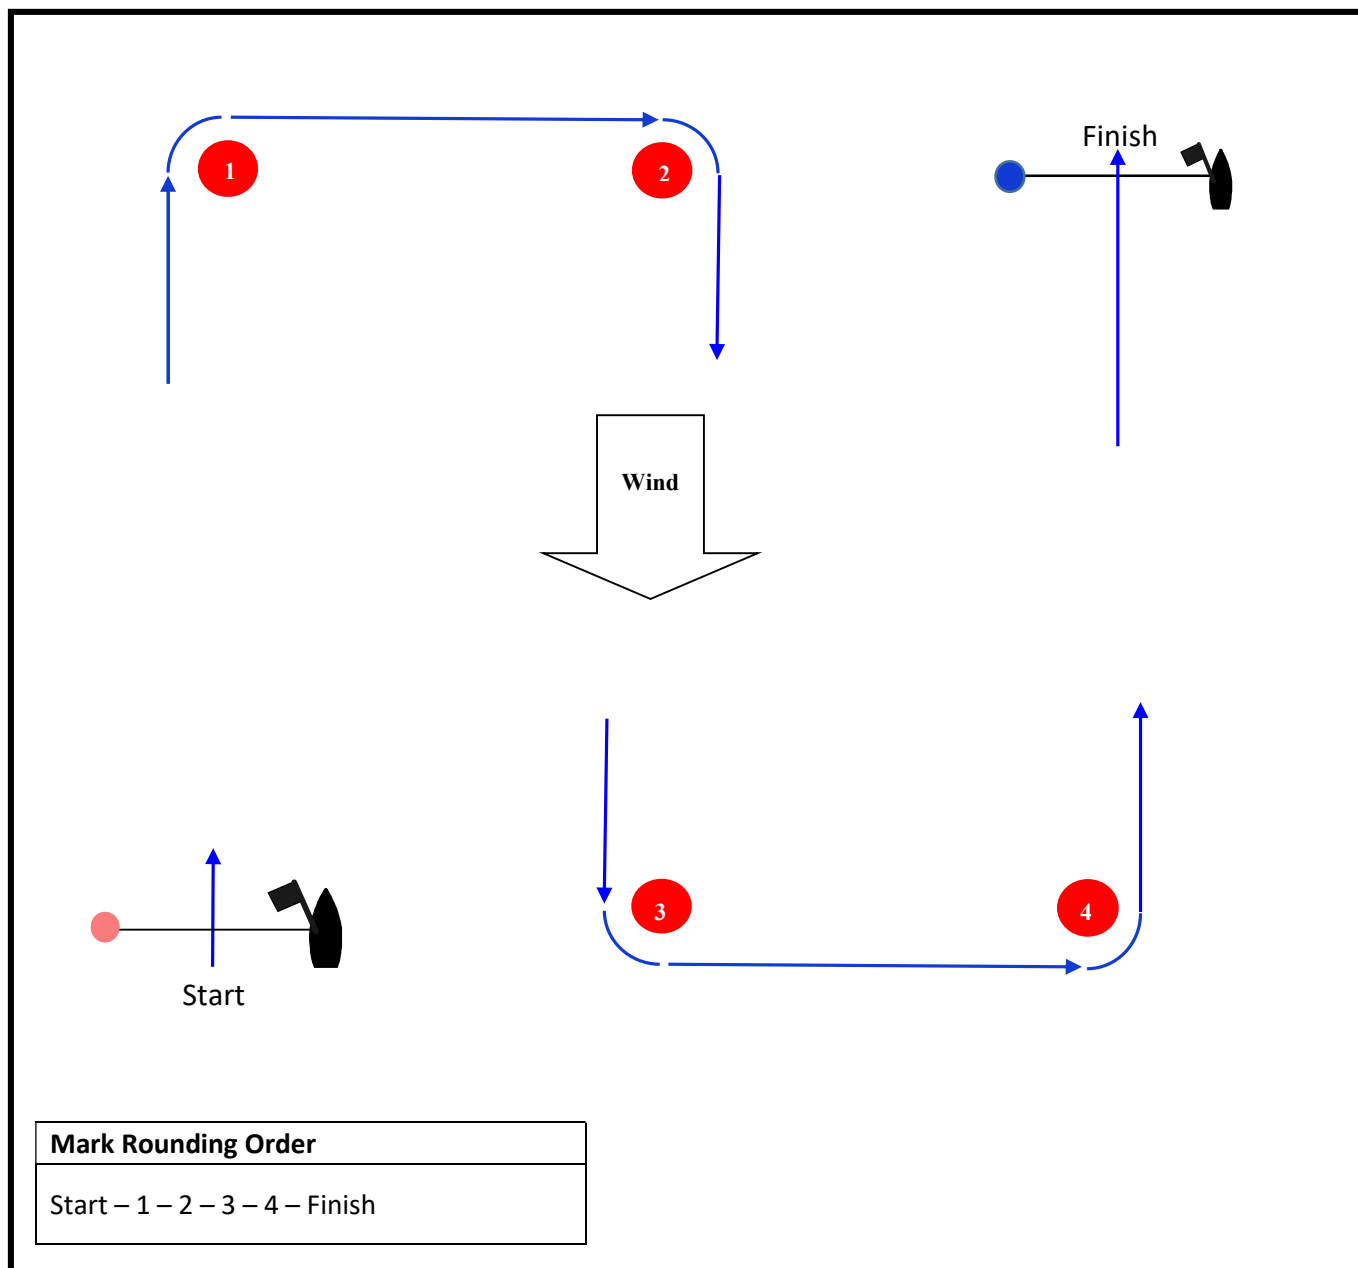 Finish
1
2
Wind
3
4
Start
Mark Rounding Order
Start – 1 – 2 – 3 – 4 – Finish